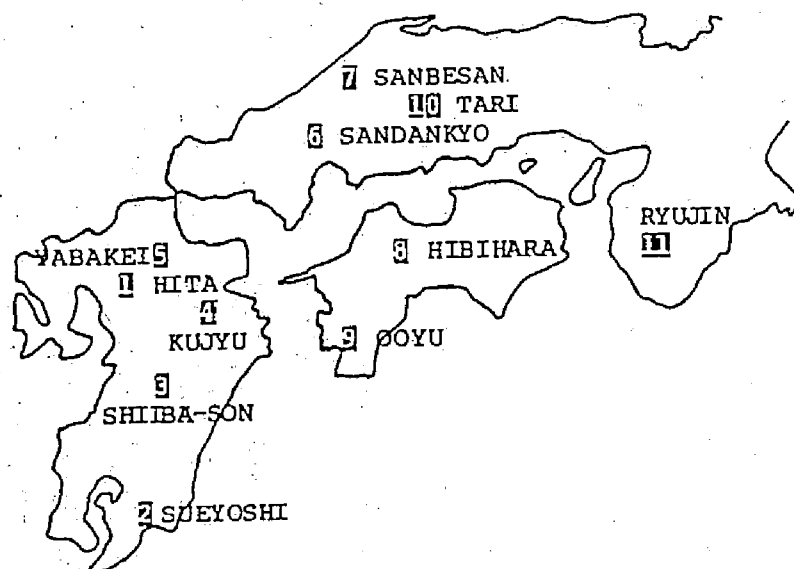 7 SANBESAN
10 TARI
6 SANDANKYO
RYUJIN
11
YABAKEI 5
8 HIBIHARA
1 HITA
4
KUJYU
9 OOYU
3
SHIIBA-SON
2 SUEYOSHI